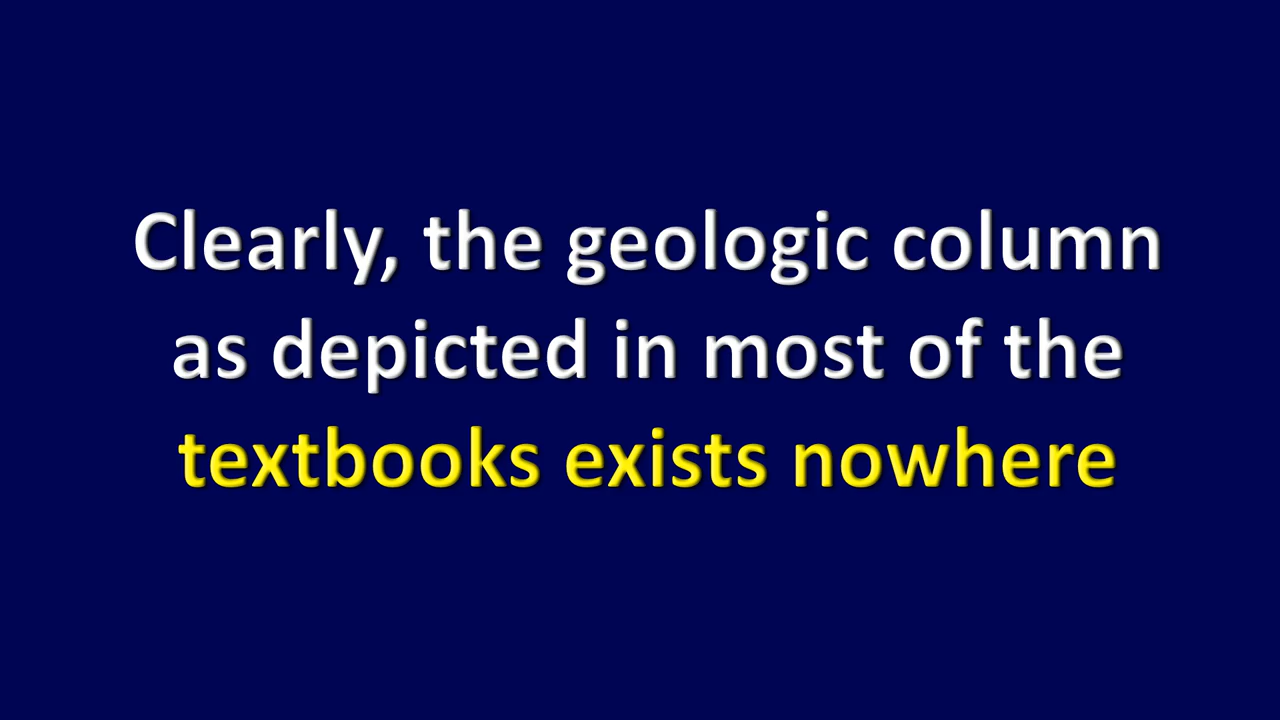 Clearly, the geologic column
as depicted in most of the
textbooks exists nowhere